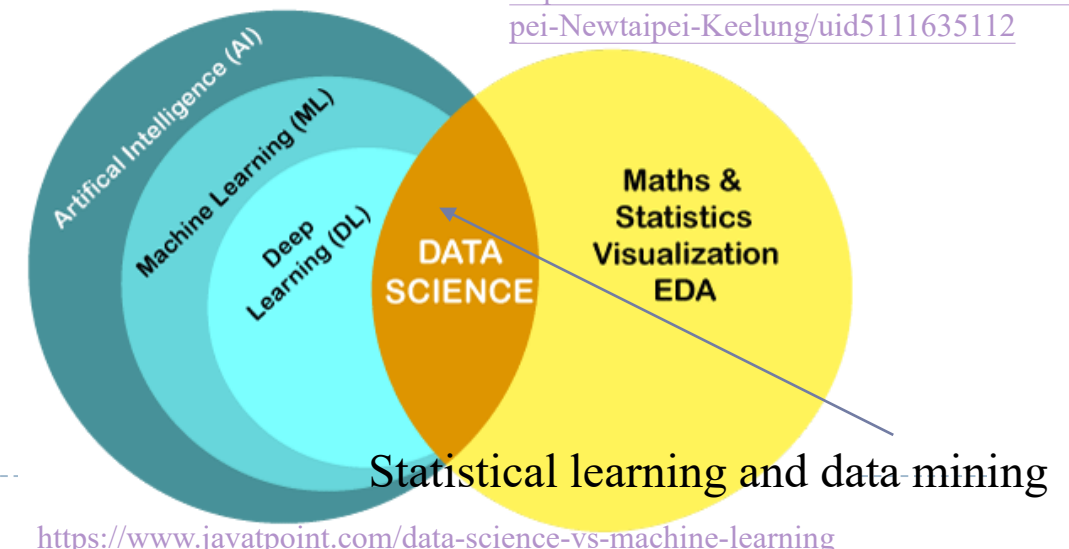 pei-Newtaipei-Keelung/uid5111635112
Artifical Intelligence (AI)
Machine Learning (ML)
Deep
Learning (DL)
DATA
SCIENCE
Maths &
Statistics
Visualization
EDA
Statistical learning and data mining
https://www.javatpoint.com/data-science-vs-machine-learning